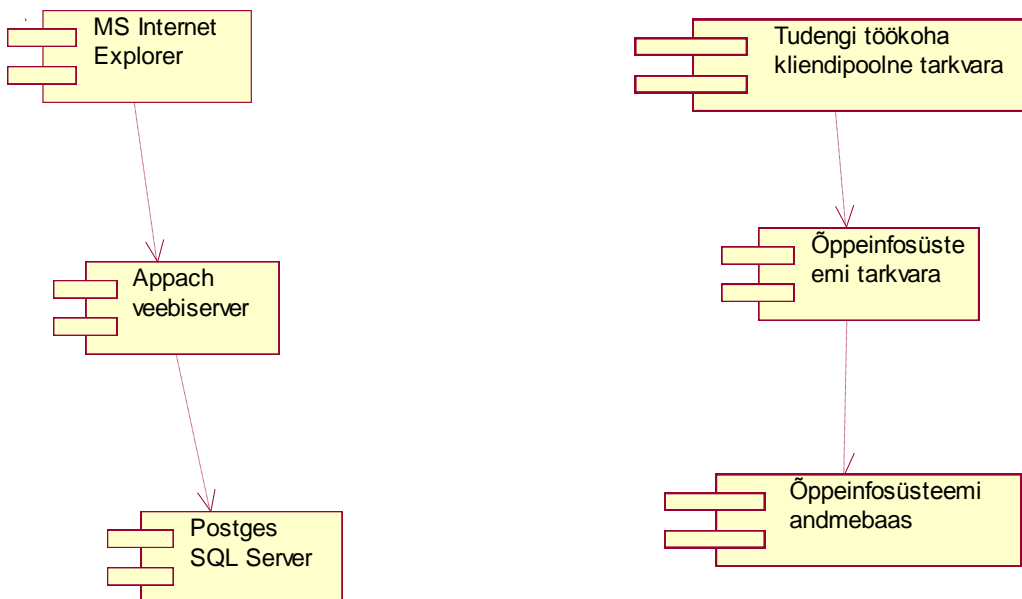 MS Internet
Explorer
Tudengi töökoha
kliendipoolne tarkvara
Appach
veebiserver
Õppeinfosüste
emi tarkvara
Postges
SQL Server
Õppeinfosüsteemi
andmebaas